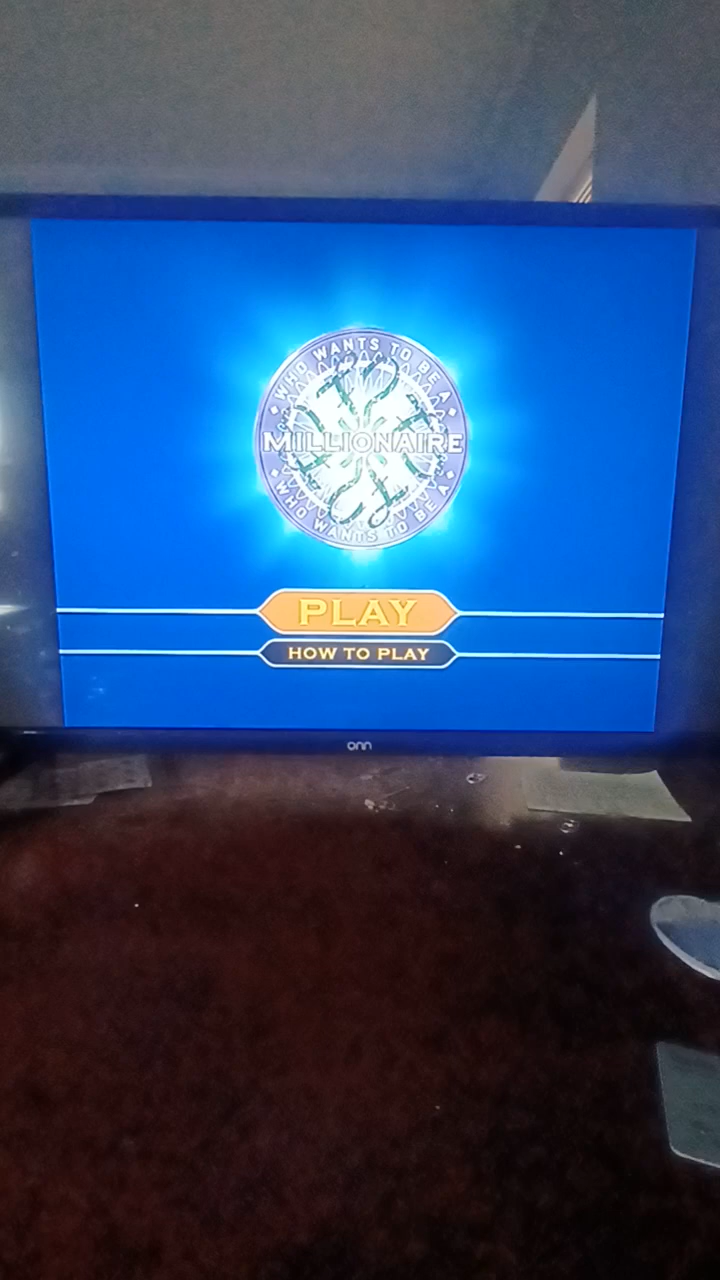 WHO WANTS TO BE A
MILLIONAIRE
WHO WANTS TO BE A
PLAY
HOW TO PLAY
onn